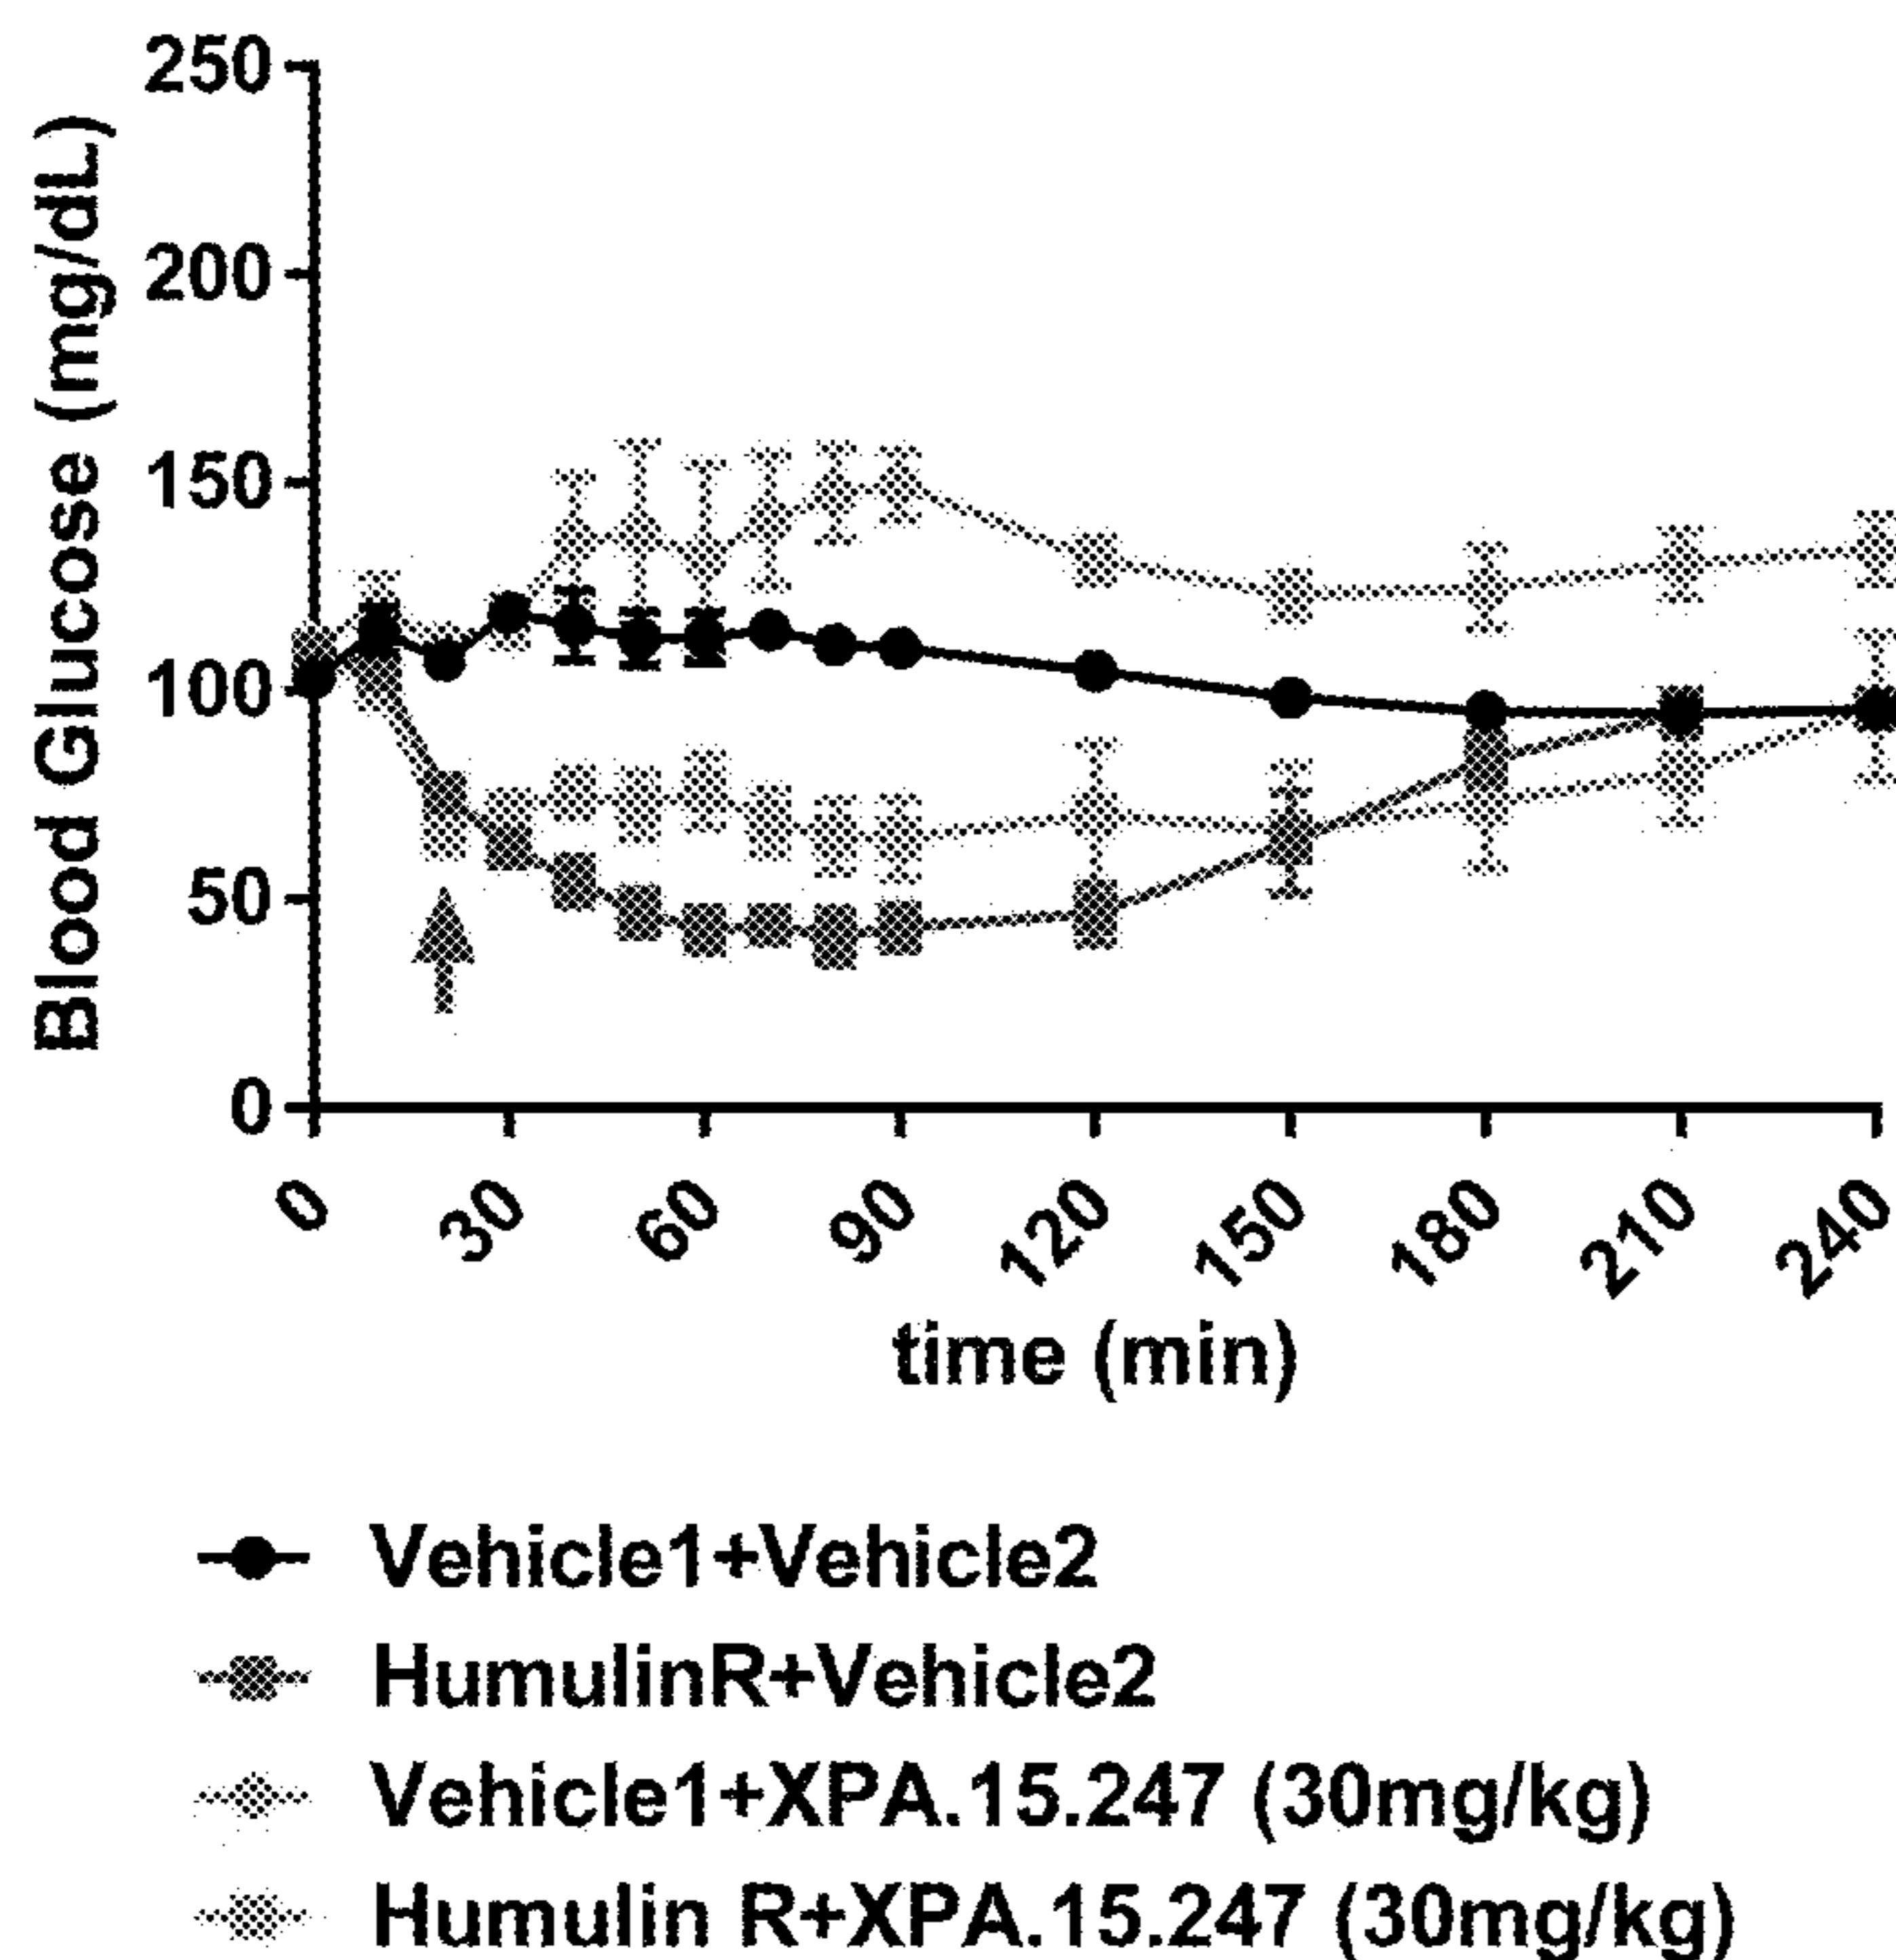 Blood Glucose (mg/dL)
250
200
150
100
50
0
0 30 60 90 120 150 180 210 240
time (min)
Vehicle1+Vehicle2
HumulinR+Vehicle2
Vehicle1+XPA.15.247 (30mg/kg)
Humulin R+XPA.15.247 (30mg/kg)